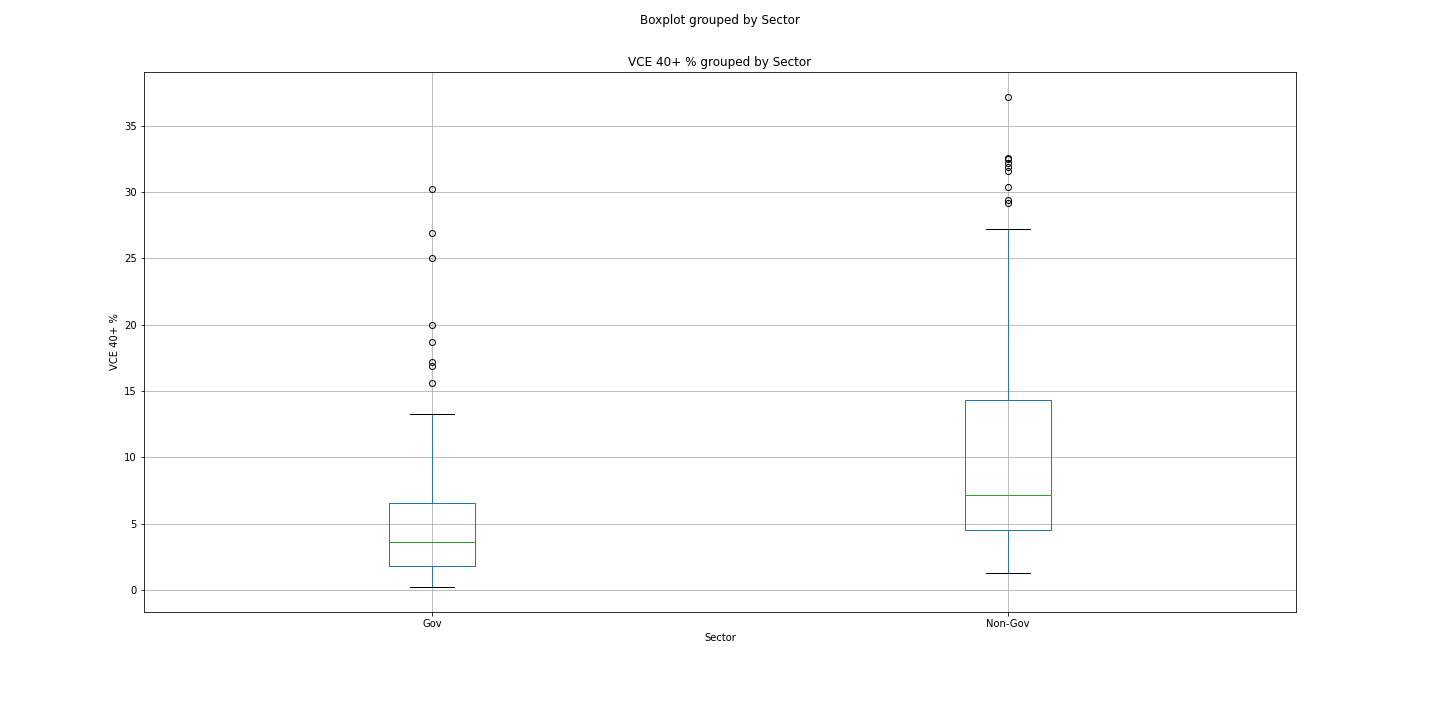 Boxplot grouped by Sector
VCE 40+ % grouped by Sector
35
30
25
20
15
10
5
0
VCE 40+ %
Gov
Non-Gov
Sector